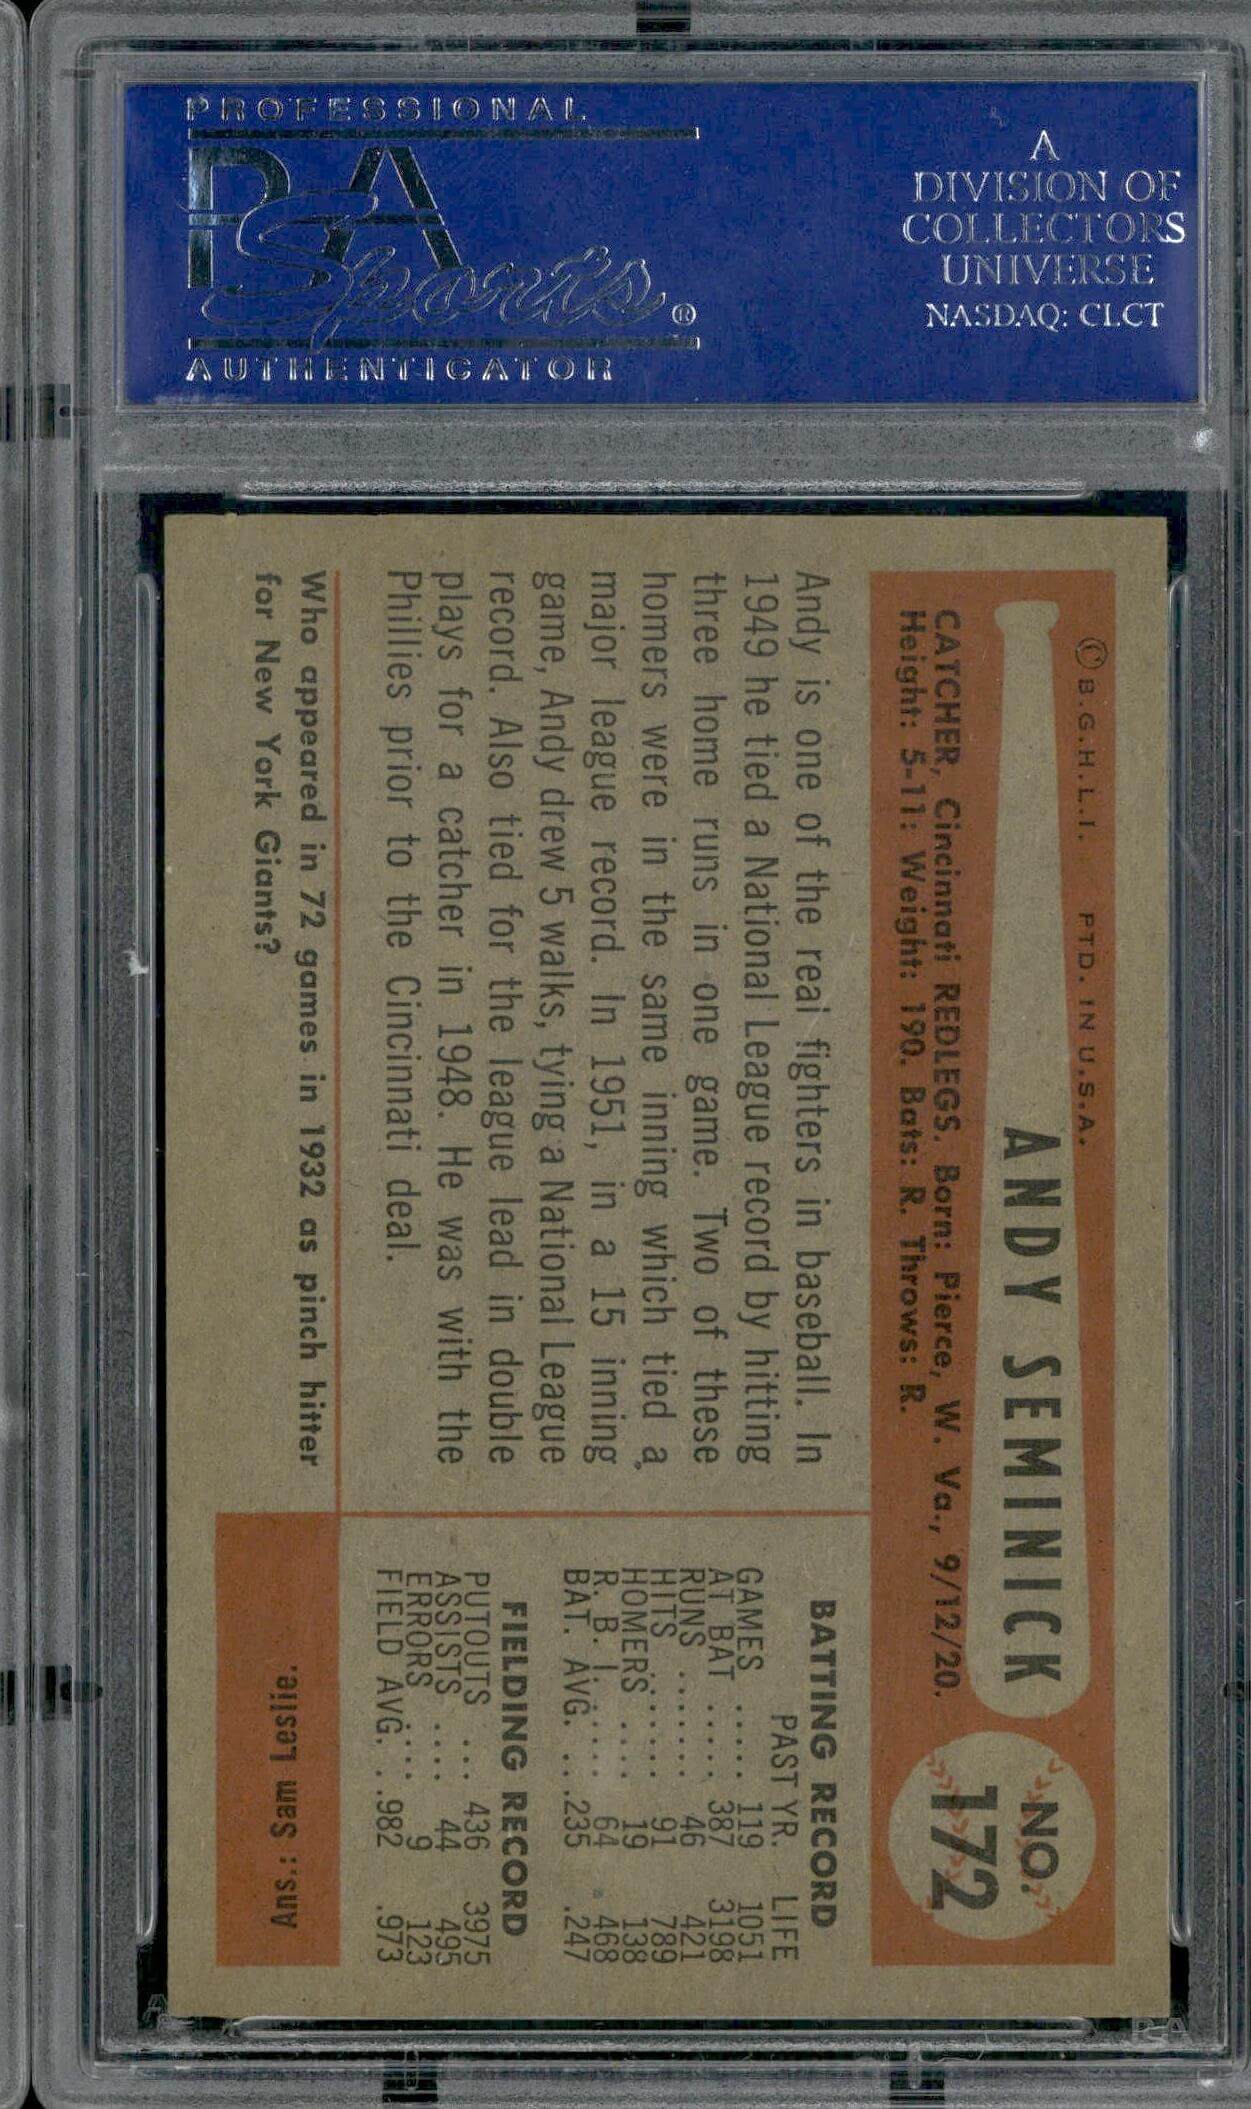 PROFESSIONAL
PSA
Sports®
AUTHENTICATOR
A
DIVISION OF
COLLECTORS
UNIVERSE
NASDAQ: CLCT
© B.G.H.L.I. PTD. IN U.S.A.
ANDY SEMINICK
NO.
172
CATCHER, Cincinnati REDLEGS. Born: Pierce, W. Va., 9/12/20.
Height: 5-11: Weight: 190. Bats: R. Throws: R.
Andy is one of the real fighters in baseball. In
1949 he tied a National League record by hitting
three home runs in one game. Two of these
homers were in the same inning which tied a
major league record. In 1951, in a 15 inning
game, Andy drew 5 walks, tying a National League
record. Also tied for the league lead in double
plays for a catcher in 1948. He was with the
Phillies prior to the Cincinnati deal.
Who appeared in 72 games in 1932 as pinch hitter
for New York Giants?
BATTING RECORD
PAST YR. LIFE
GAMES ..... 119 1051
AT BAT ...... 387 3198
RUNS ....... 46 421
HITS ....... 91 789
HOMERS .... 19 138
R. B. I. ..... 64 468
BAT. AVG. ...235 .247
FIELDING RECORD
PUTOUTS ... 436 3975
ASSISTS .... 44 495
ERRORS .... 9 123
FIELD AVG. ..982 .973
Ans.: Sam Leslie.
PSA